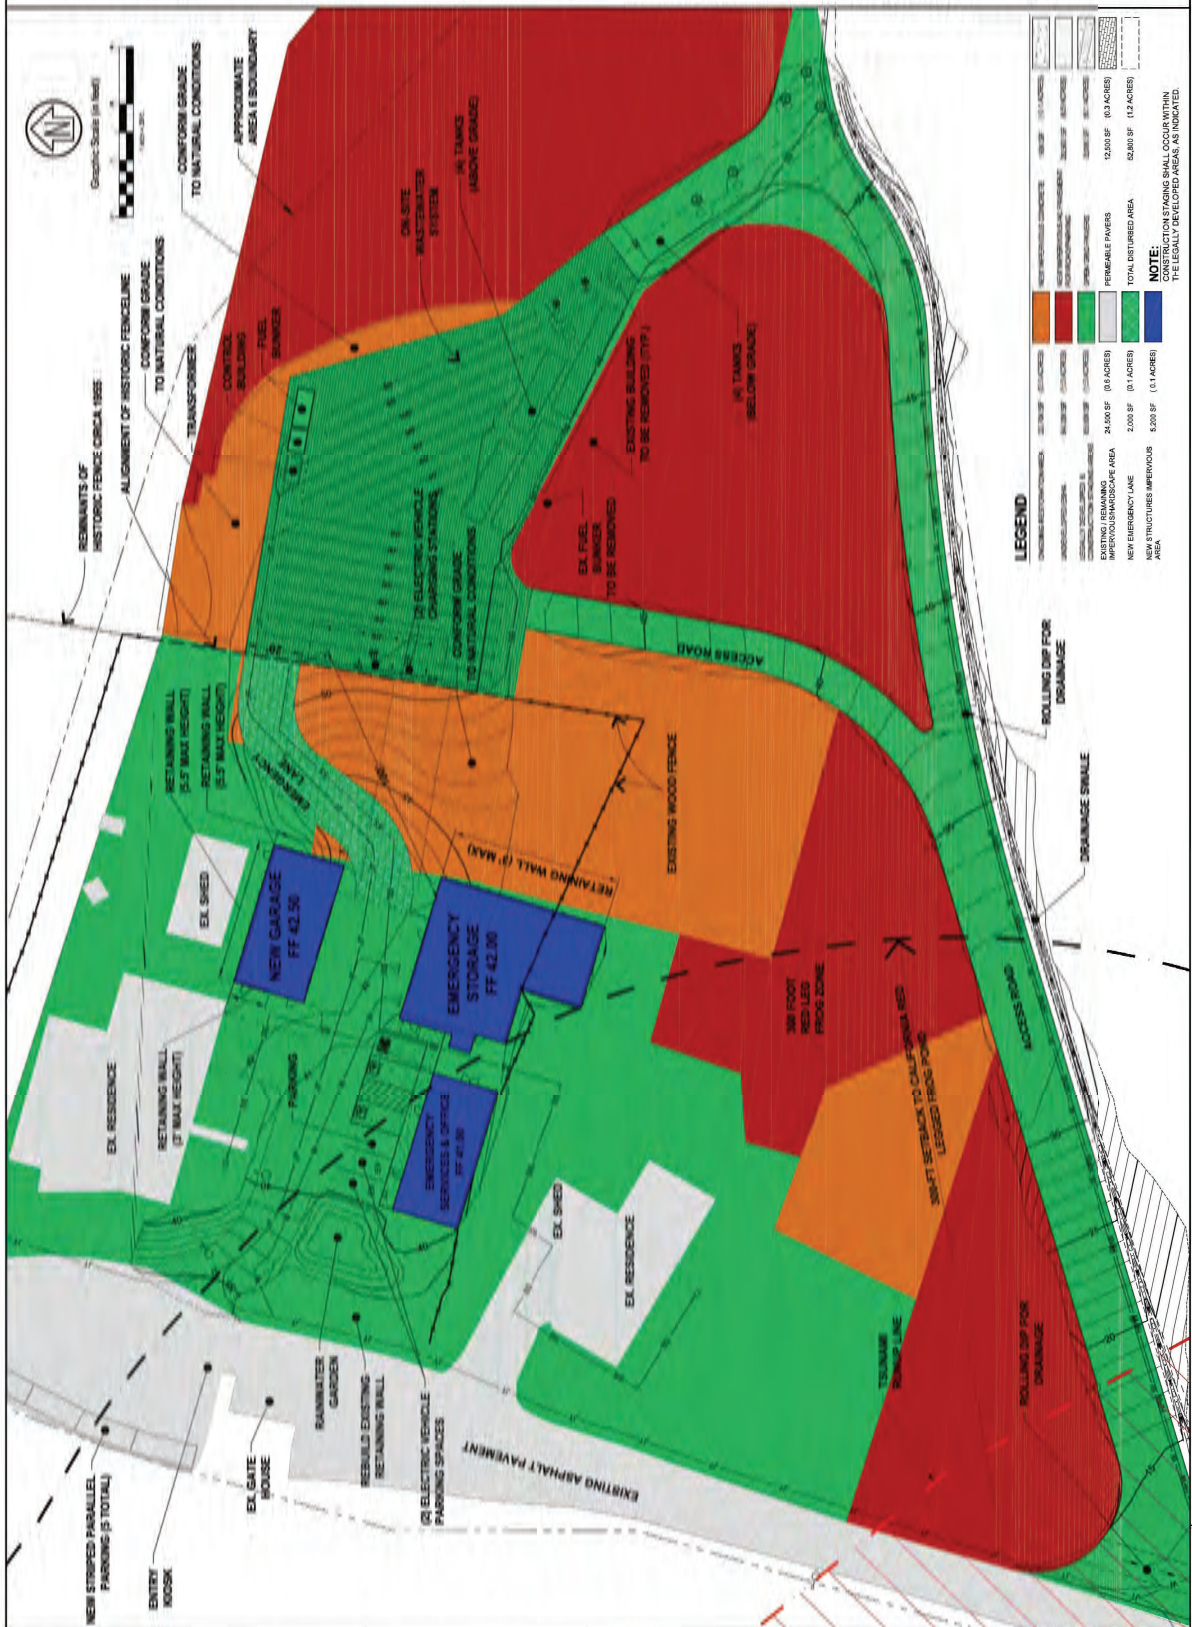 N
Graphic Scale (in feet)
REMNANTS OF
HISTORIC FENCE CIRCA 1955
ALIGNMENT OF HISTORIC FENCELINE
CONFORM GRADE
TO NATURAL CONDITIONS
TRANSFORMER
CONTROL
BUILDING
FUEL
BUNKER
CONFORM GRADE
TO NATURAL CONDITIONS
APPROXIMATE
AREA 6 BOUNDARY
ON-SITE
WASTEWATER
SYSTEM
(4) TANKS
(ABOVE GRADE)
RETAINING WALL
(5.5' MAX HEIGHT)
RETAINING WALL
(5.5' MAX HEIGHT)
EMERGENCY
LANE
(2) ELECTRIC VEHICLE
CHARGING STATIONS
CONFORM GRADE
TO NATURAL CONDITIONS
EX. FUEL
BUNKER
TO BE REMOVED
EXISTING BUILDING
TO BE REMOVED (TYP.)
(4) TANKS
(BELOW GRADE)
ACCESS ROAD
EX. SHED
NEW GARAGE
FF 42.50
RETAINING WALL (3' MAX)
EXISTING WOOD FENCE
EX. RESIDENCE
RETAINING WALL
(3' MAX HEIGHT)
PARKING
EMERGENCY
STORAGE
FF 42.00
EMERGENCY
SERVICES & OFFICE
FF 41.00
300 FOOT
RED LEG
FROG ZONE
300-FT SETBACK TO CALIFORNIA RED
LEGGED FROG POND
ACCESS ROAD
EX. SHED
EX. RESIDENCE
TSUNAMI
RUNUP LINE
ROLLING DIP FOR
DRAINAGE
ROLLING DIP FOR
DRAINAGE
DRAINAGE SWALE
NEW STRIPED PARALLEL
PARKING (5 TOTAL)
ENTRY
KIOSK
EX. GATE
HOUSE
RAINWATER
GARDEN
REBUILD EXISTING
RETAINING WALL
(2) ELECTRIC VEHICLE
PARKING SPACES
EXISTING ASPHALT PAVEMENT
LEGEND
EXISTING / REMAINING
IMPERVIOUS/HARDSCAPE AREA
24,500 SF (0.6 ACRES)
NEW EMERGENCY LANE
2,000 SF (0.1 ACRES)
NEW STRUCTURES IMPERVIOUS
AREA
5,200 SF (0.1 ACRES)
PERMEABLE PAVERS
12,500 SF (0.3 ACRES)
TOTAL DISTURBED AREA
52,800 SF (1.2 ACRES)
NOTE:
CONSTRUCTION STAGING SHALL OCCUR WITHIN
THE LEGALLY DEVELOPED AREAS, AS INDICATED.